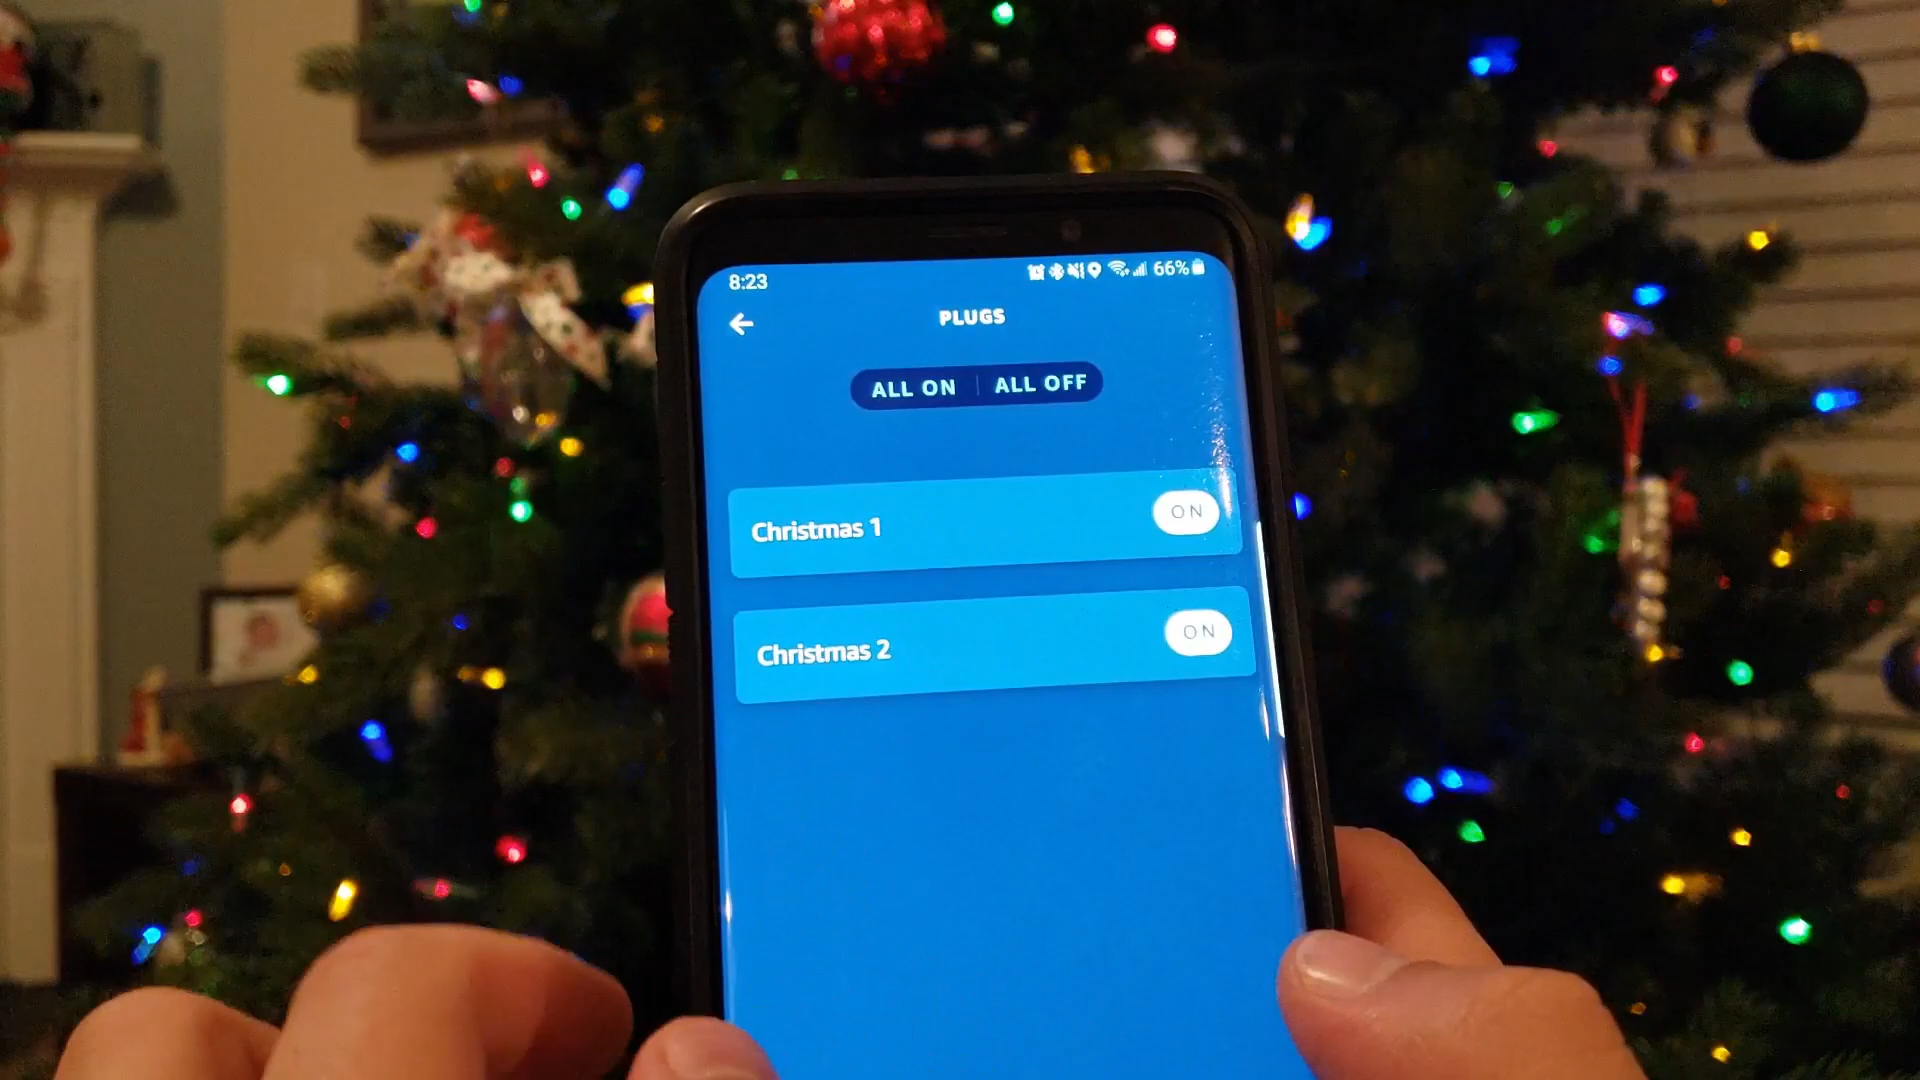 8:23 66%
PLUGS
ALL ON ALL OFF
Christmas 1 ON
Christmas 2 ON